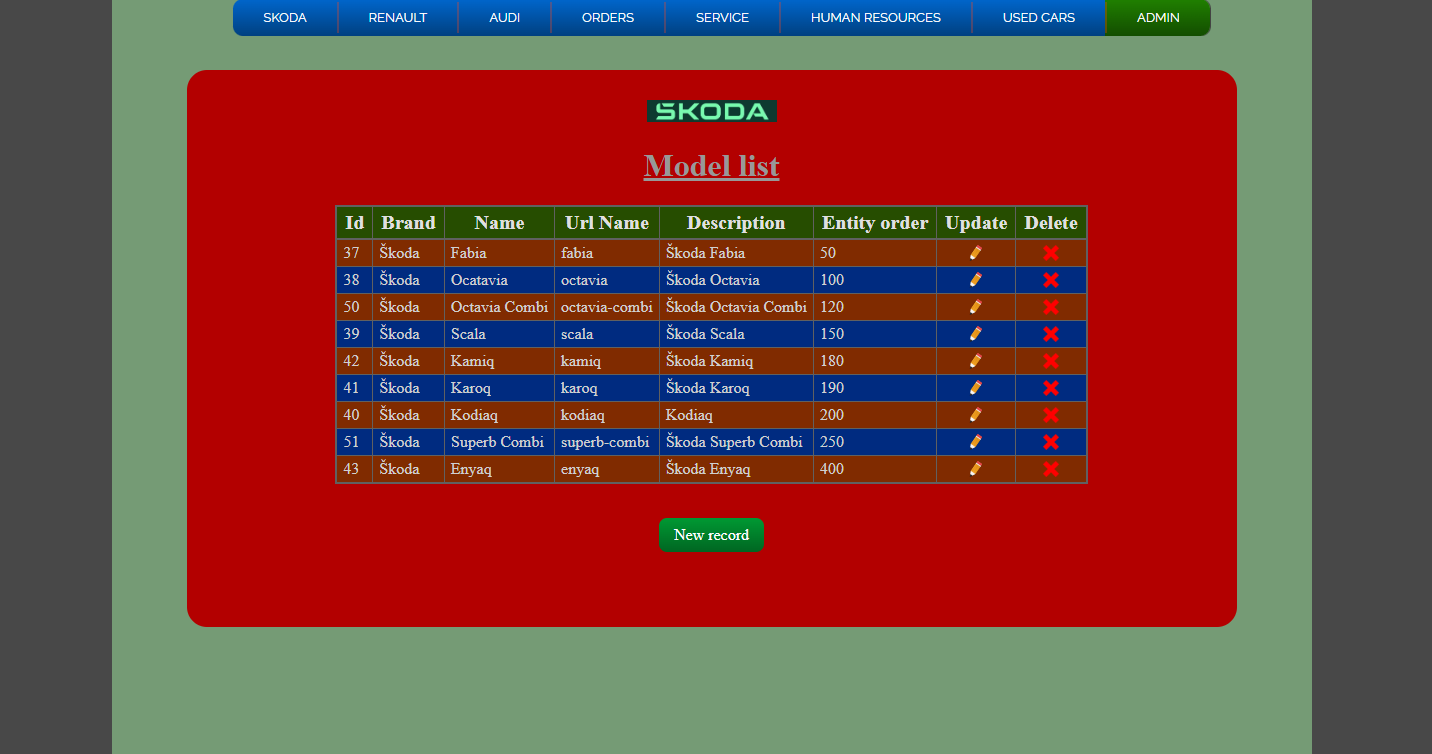 SKODA RENAULT AUDI ORDERS SERVICE HUMAN RESOURCES USED CARS ADMIN
ŠKODA
Model list
Id Brand Name Url Name Description Entity order Update Delete
37 Škoda Fabia fabia Škoda Fabia 50
38 Škoda Ocatavia octavia Škoda Octavia 100
50 Škoda Octavia Combi octavia-combi Škoda Octavia Combi 120
39 Škoda Scala scala Škoda Scala 150
42 Škoda Kamiq kamiq Škoda Kamiq 180
41 Škoda Karoq karoq Škoda Karoq 190
40 Škoda Kodiaq kodiaq Kodiaq 200
51 Škoda Superb Combi superb-combi Škoda Superb Combi 250
43 Škoda Enyaq enyaq Škoda Enyaq 400
New record